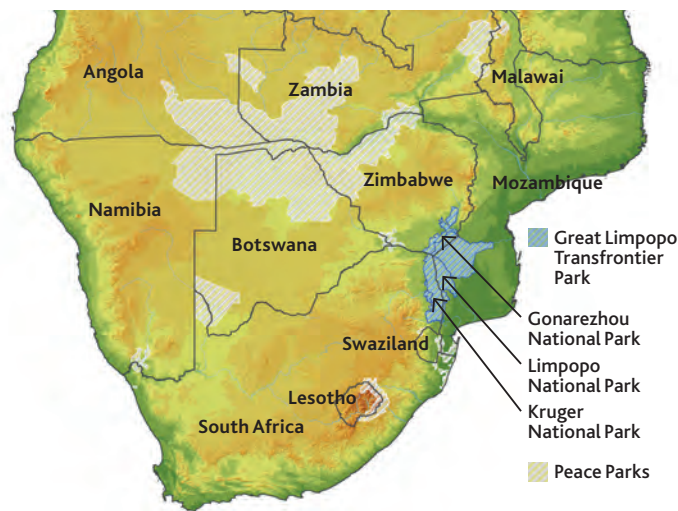 Angola
Zambia
Malawai
Zimbabwe
Mozambique
Namibia
Botswana
Great Limpopo
Transfrontier
Park
Gonarezhou
National Park
Swaziland
Limpopo
National Park
Lesotho
Kruger
National Park
South Africa
Peace Parks